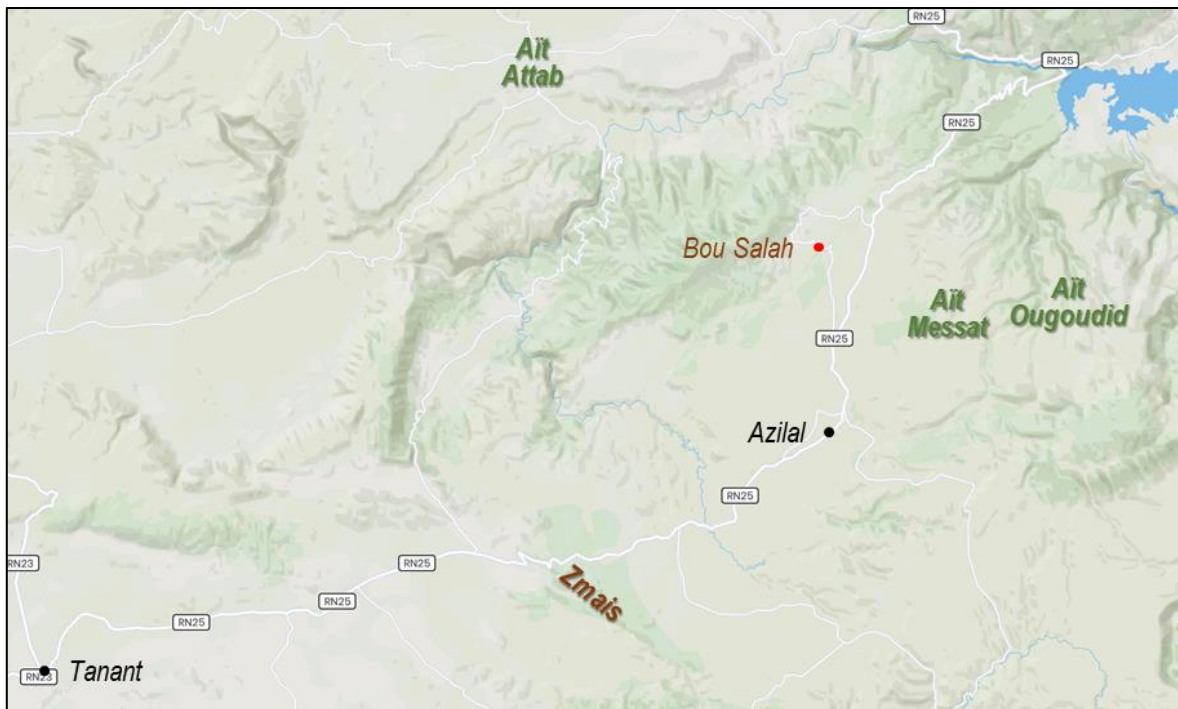 RN25
Aït
Attab
RN25
RN25
Bou Salah
Aït
Messat
Aït
Ougoudid
RN25
Azilal
RN25
RN23
RN25
Zmais
RN25
RN25
Tanant
RN23